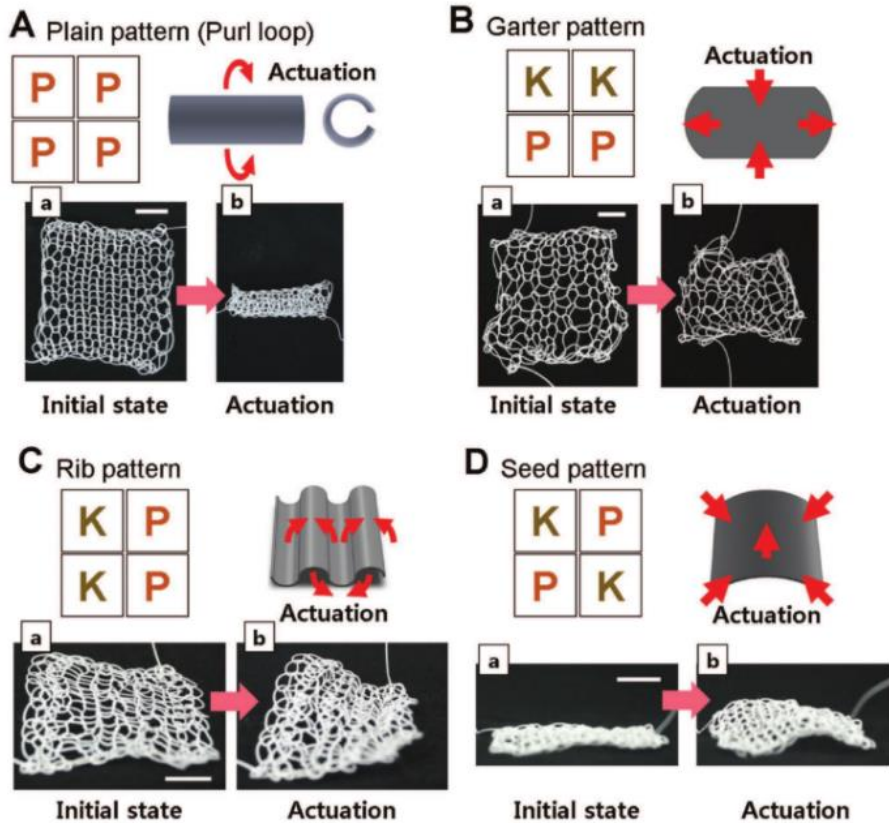 A Plain pattern (Purl loop)
P P
P P
Actuation
a
b
Initial state
Actuation
B Garter pattern
K K
P P
Actuation
a
b
Initial state
Actuation
C Rib pattern
K P
K P
Actuation
a
b
Initial state
Actuation
D Seed pattern
K P
P K
Actuation
a
b
Initial state
Actuation